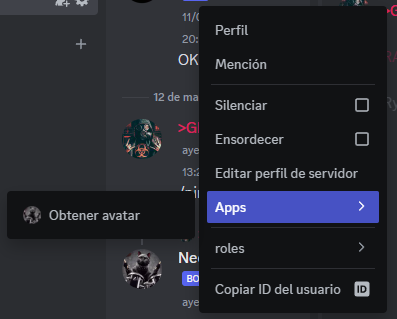 11/0
20:
OK
12 de ma
>GI
aye
13:2
Perfil
Mención
Silenciar
Ensordecer
Editar perfil de servidor
Apps
roles
Copiar ID del usuario
ID
Obtener avatar
Ne
BO
aye